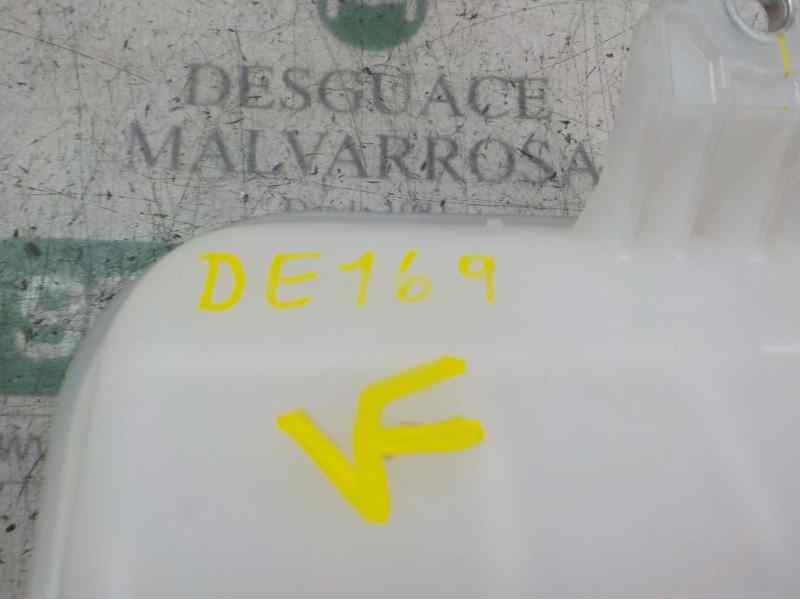 DESGUACE
MALVARROSA
DE169
VF